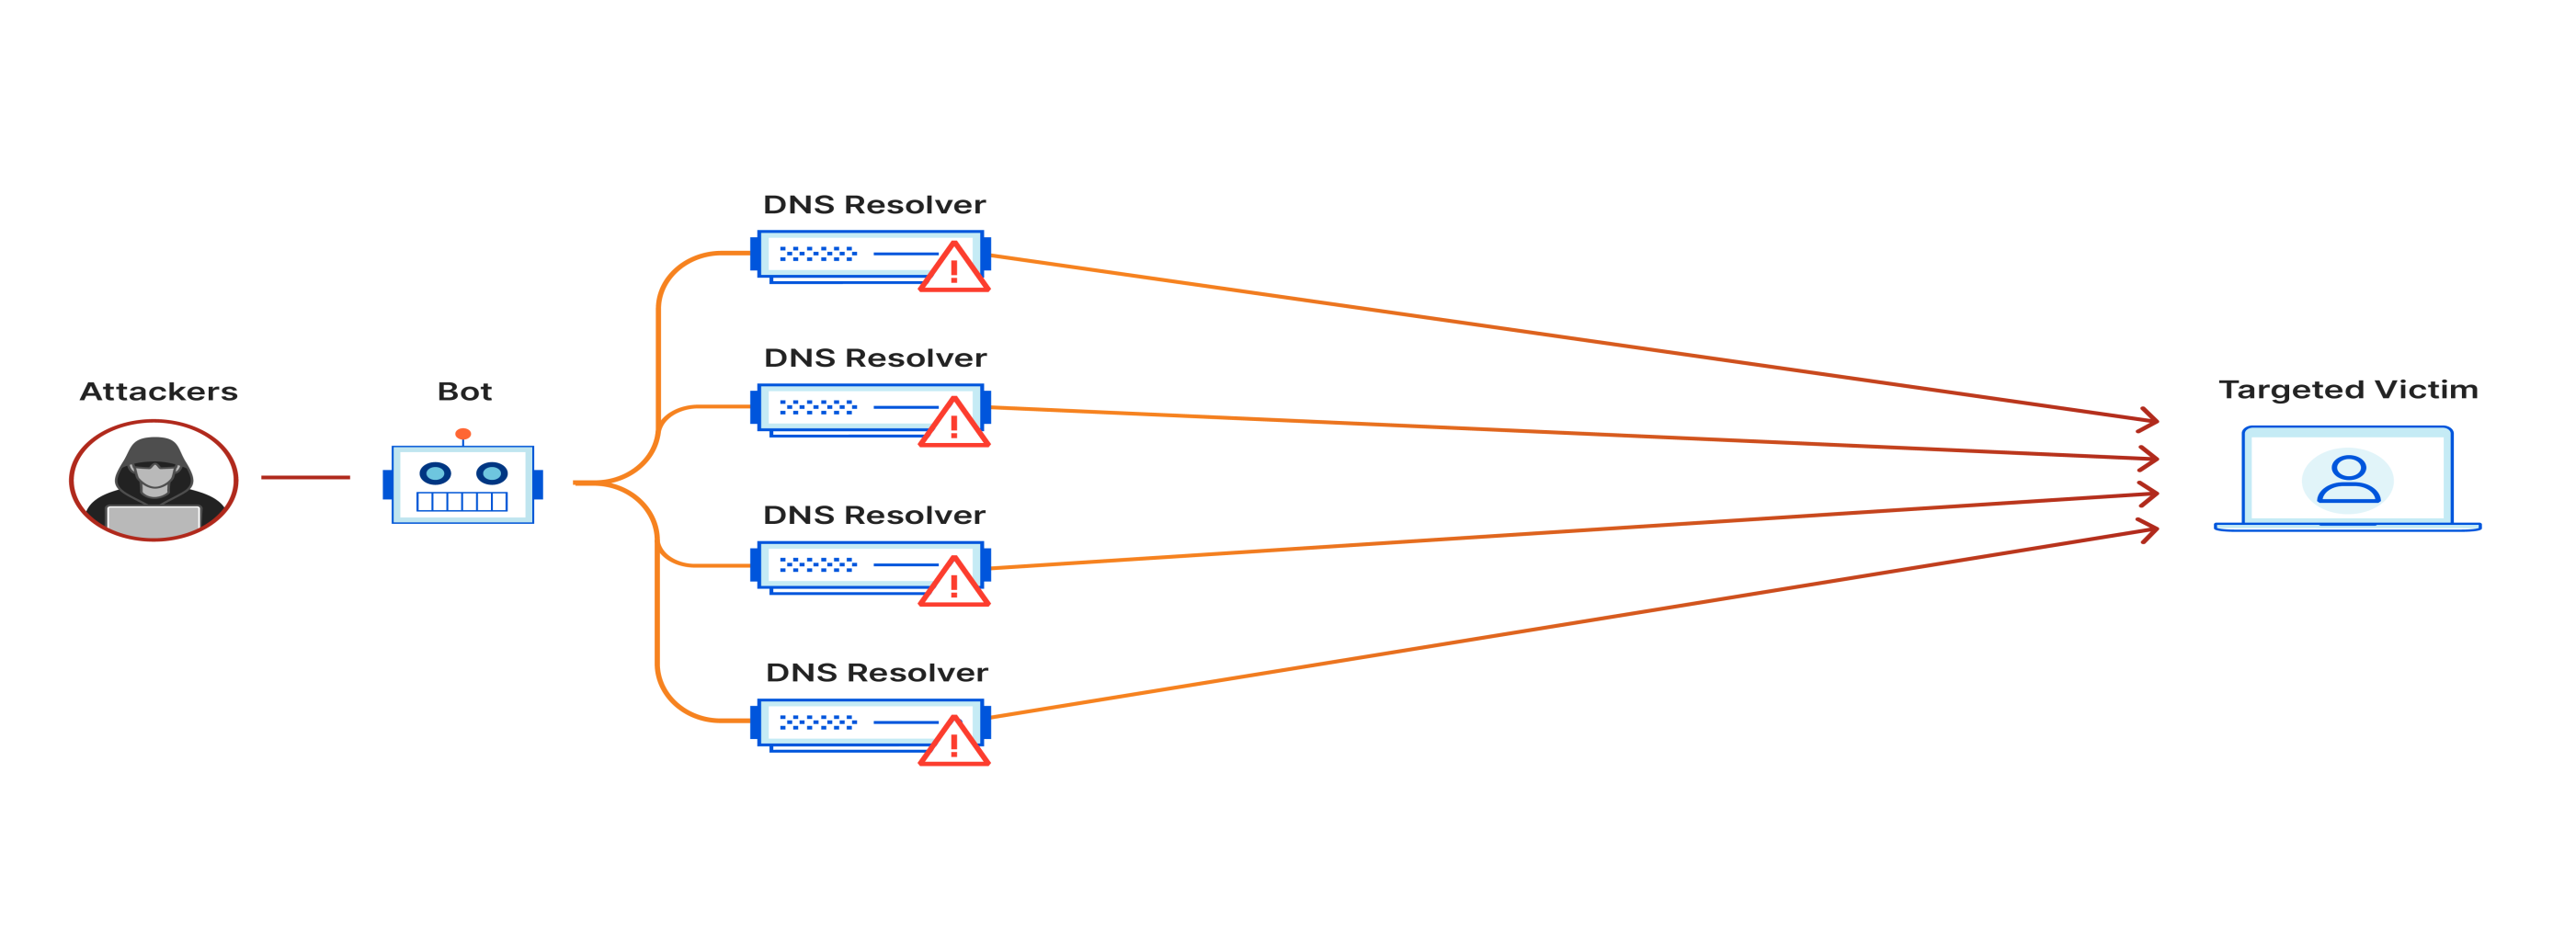 Attackers
Bot
DNS Resolver
DNS Resolver
DNS Resolver
DNS Resolver
Targeted Victim